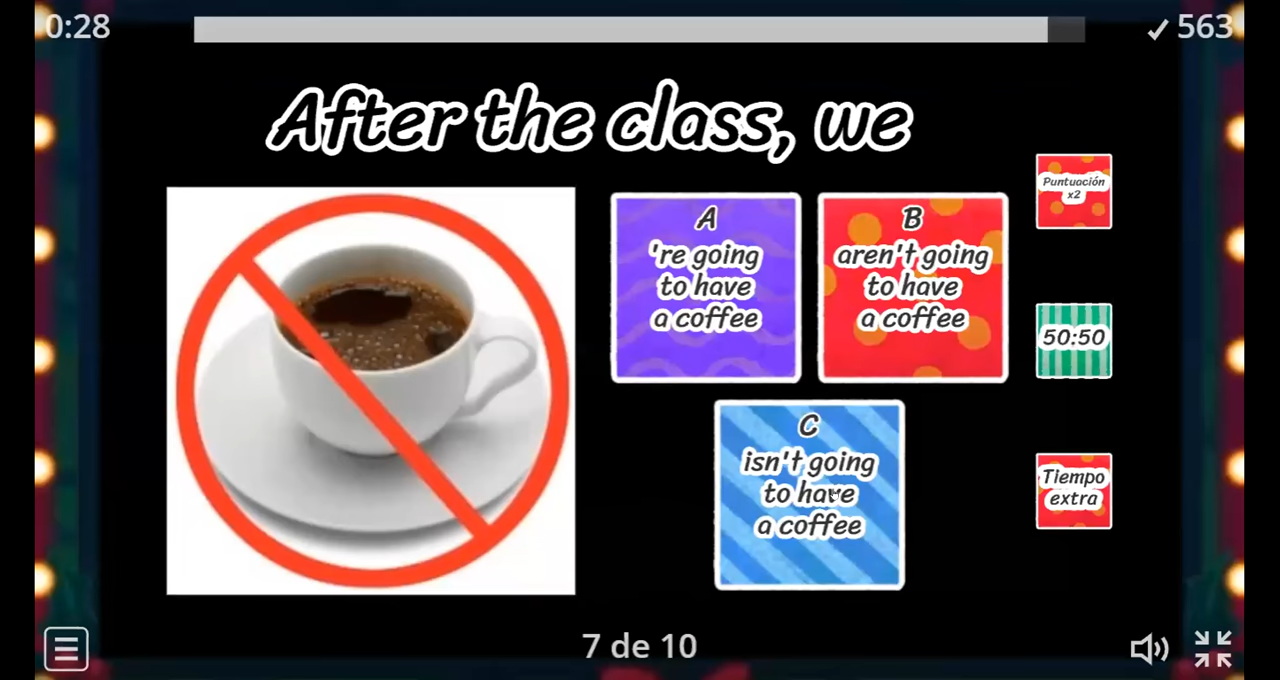 0:28
✓ 563
After the class, we
Puntuación
x2
A
're going
to have
a coffee
B
aren't going
to have
a coffee
50:50
C
isn't going
to have
a coffee
Tiempo
extra
7 de 10